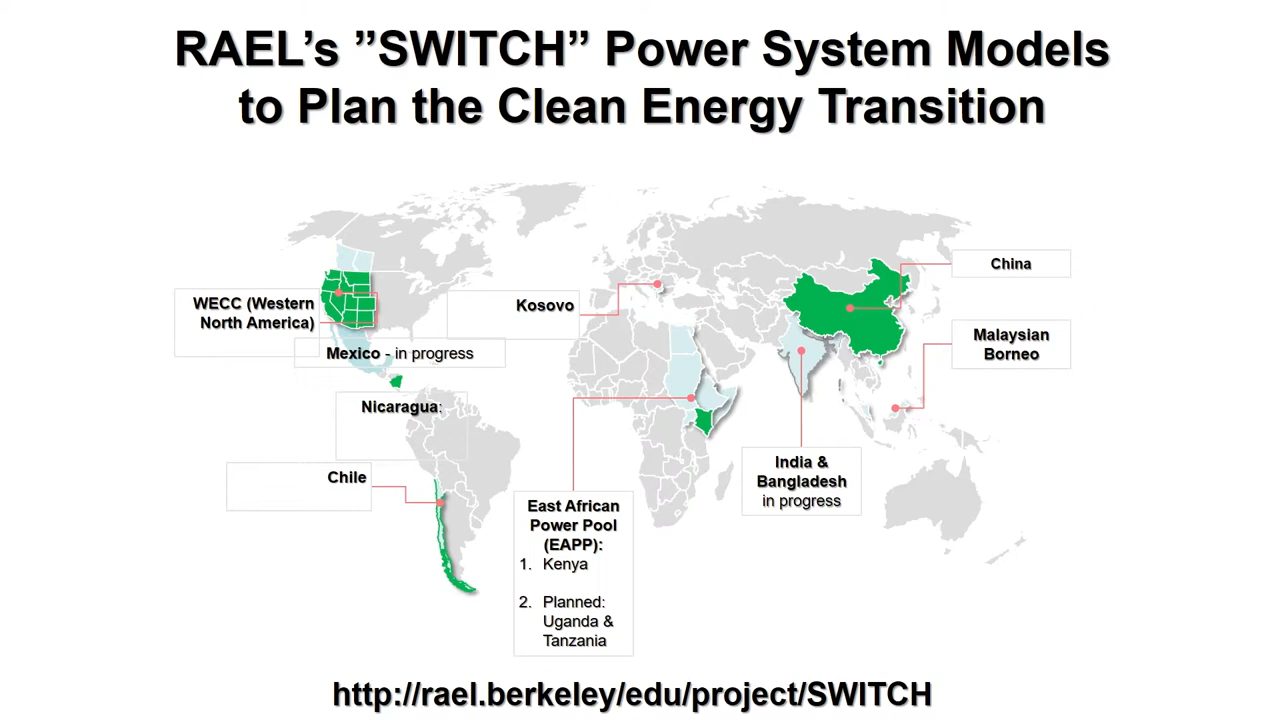 RAEL’s ”SWITCH” Power System Models
to Plan the Clean Energy Transition
China
WECC (Western
North America)
Kosovo
Malaysian
Borneo
Mexico - in progress
Nicaragua:
Chile
India &
Bangladesh
in progress
East African
Power Pool
(EAPP):
1. Kenya
2. Planned:
Uganda &
Tanzania
http://rael.berkeley/edu/project/SWITCH